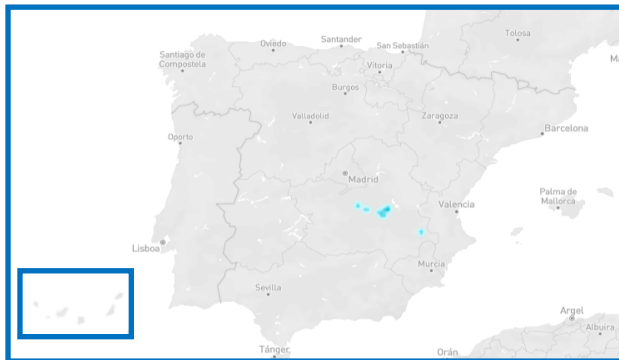 Tolosa
Santander
Oviedo
San Sebastián
Santiago de
Compostela
Vitoria
Burgos
Valladolid
Zaragoza
Barcelona
Oporto
Madrid
Palma de
Mallorca
Valencia
Lisboa
Murcia
Sevilla
Argel
Albuira
Tánger
Orán